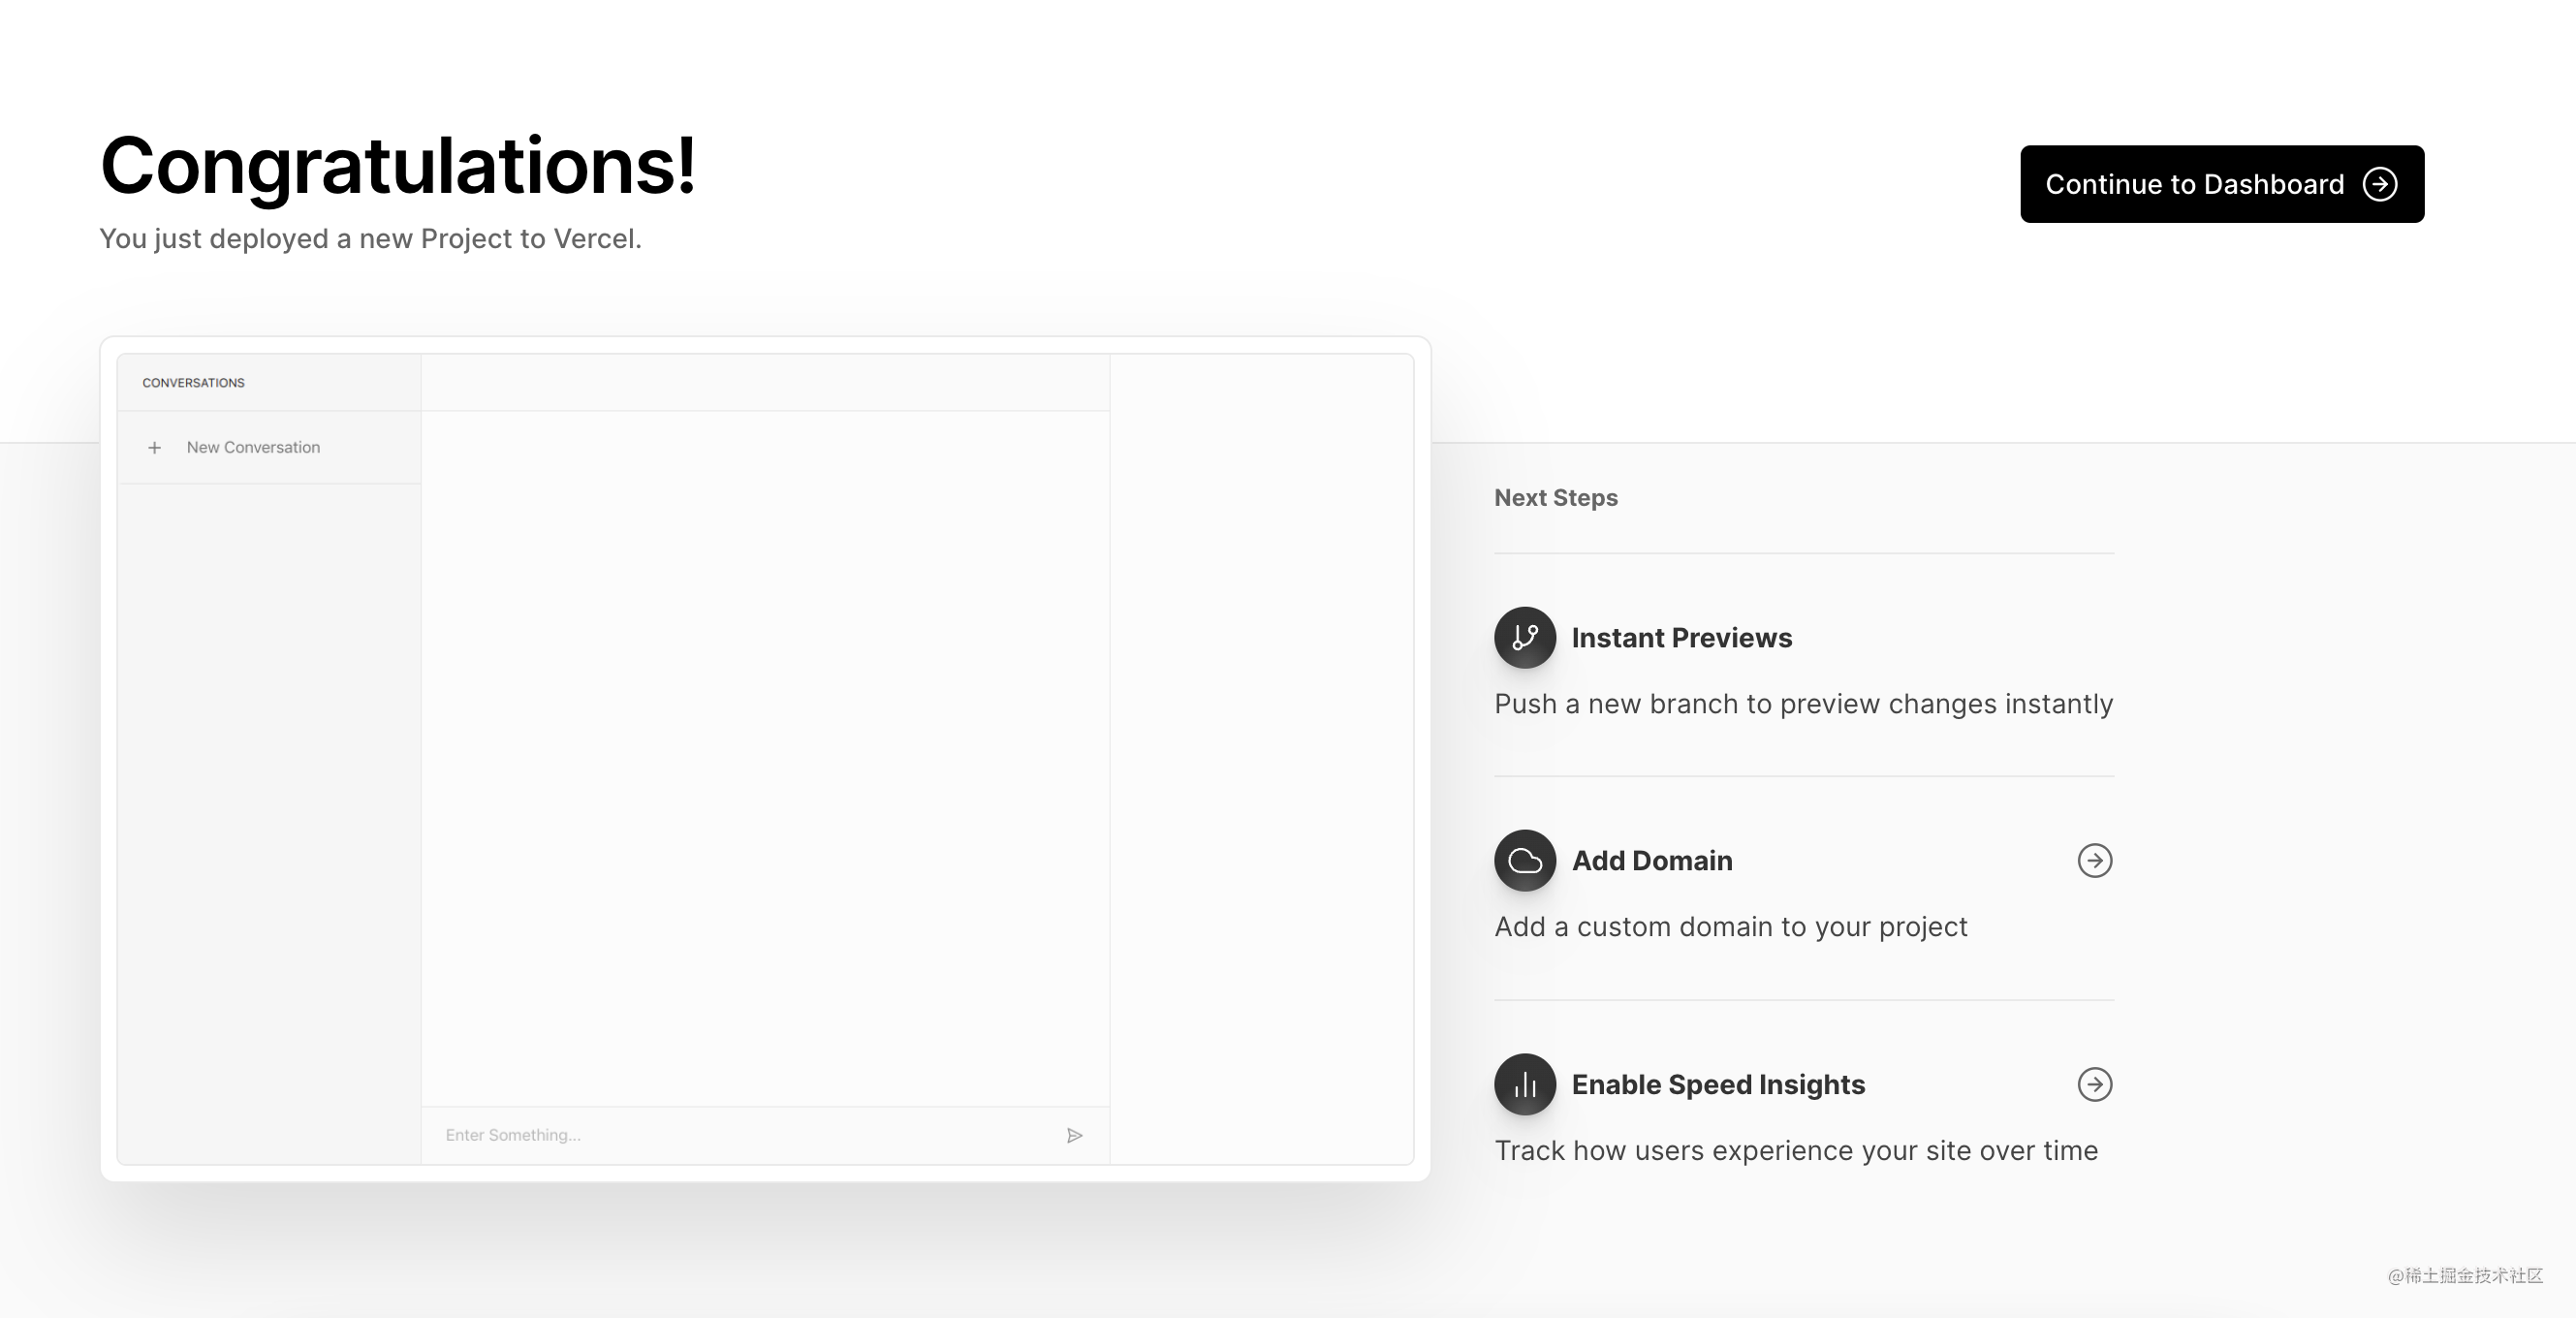 Congratulations!
You just deployed a new Project to Vercel.
Continue to Dashboard
CONVERSATIONS
New Conversation
Enter Something...
Next Steps
Instant Previews
Push a new branch to preview changes instantly
Add Domain
Add a custom domain to your project
Enable Speed Insights
Track how users experience your site over time
@稀土掘金技术社区